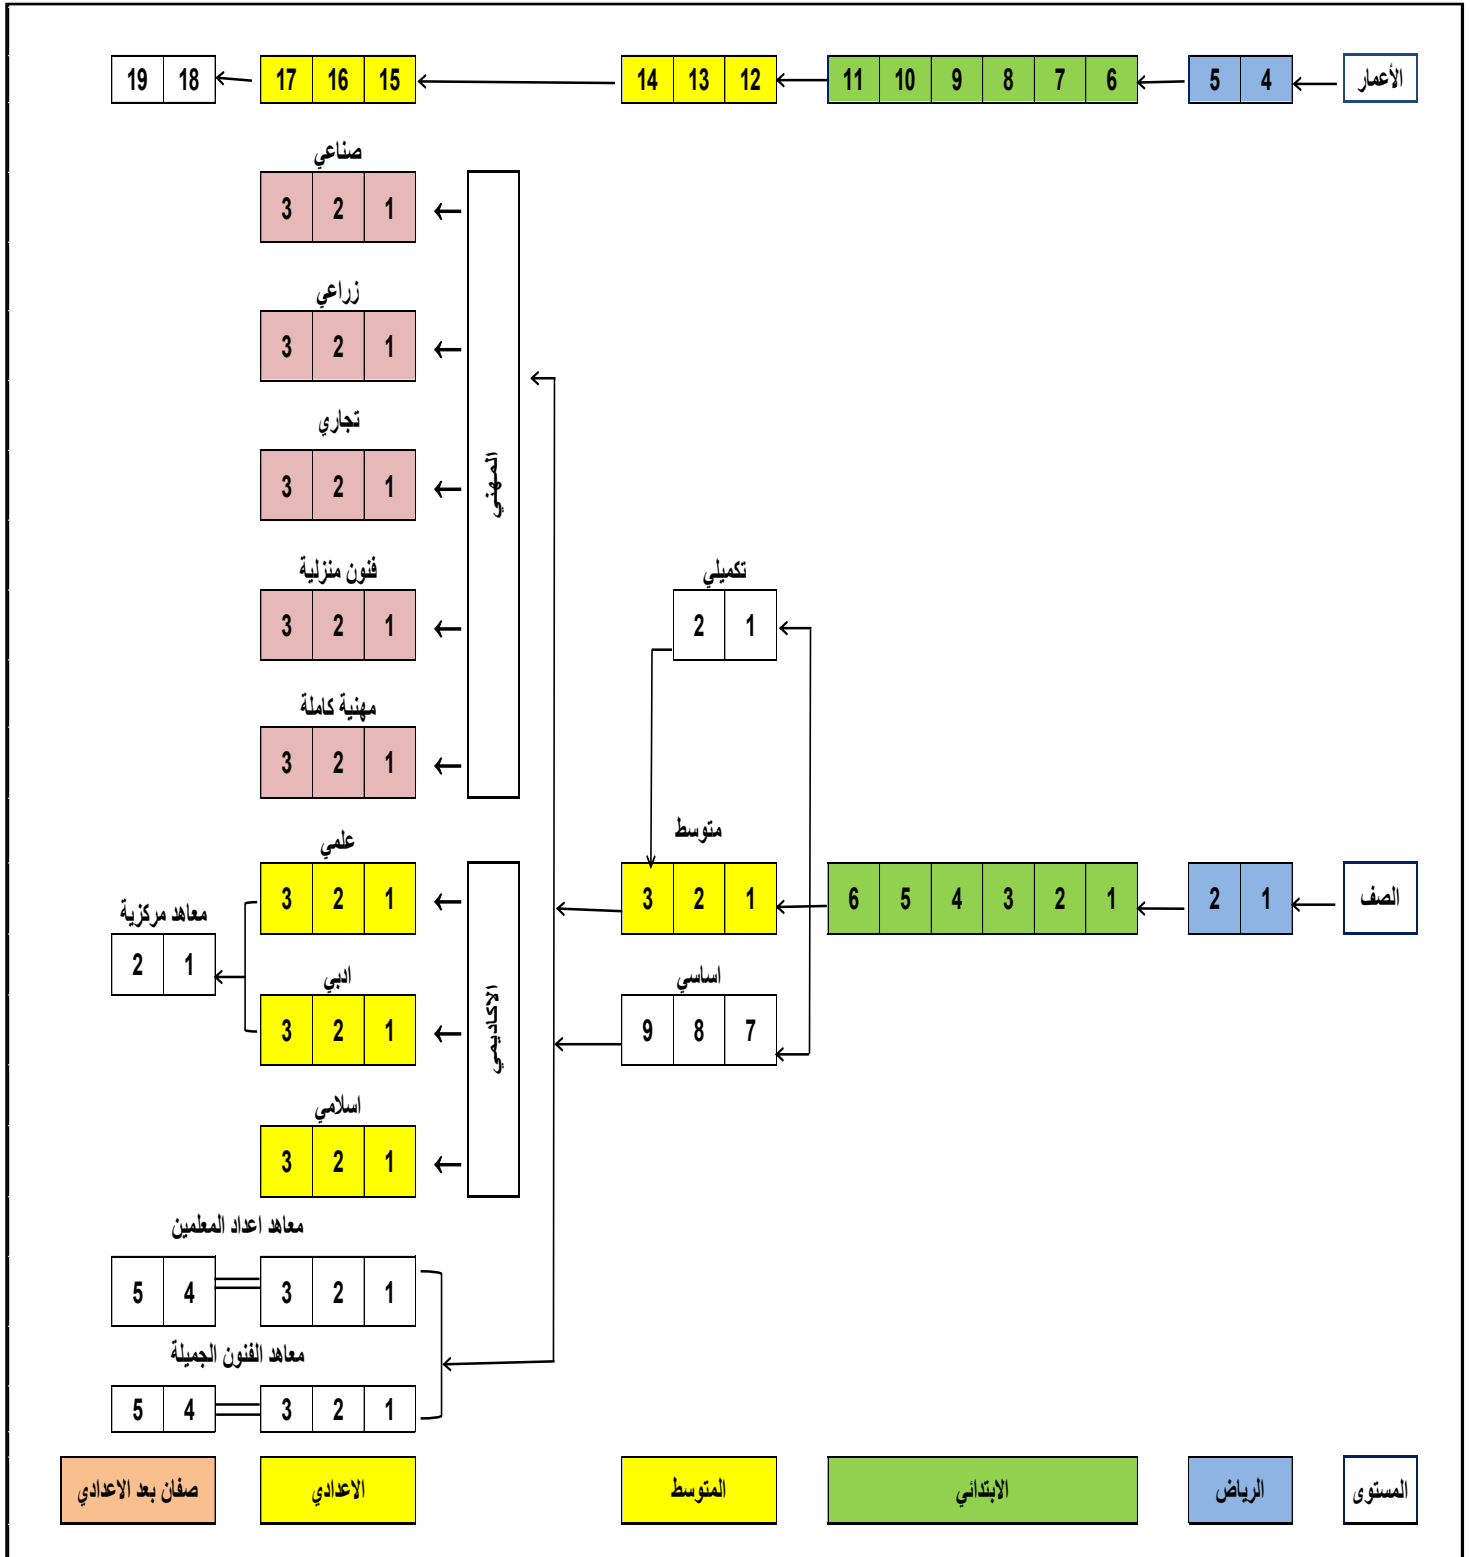 الأعمار 4 5 6 7 8 9 10 11 12 13 14 15 16 17 18 19
صناعي
1 2 3
زراعي
1 2 3
تجاري
1 2 3
المهني
فنون منزلية
1 2 3
تكميلي
1 2
مهنية كاملة
1 2 3
متوسط
علمي
الصف 1 2 1 2 3 4 5 6 1 2 3 1 2 3
معاهد مركزية
1 2
اساسي
7 8 9
الاكاديمي
ادبي
1 2 3
اسلامي
1 2 3
معاهد اعداد المعلمين
1 2 3 4 5
معاهد الفنون الجميلة
1 2 3 4 5
المستوى الرياض الابتدائي المتوسط الاعدادي صفان بعد الاعدادي